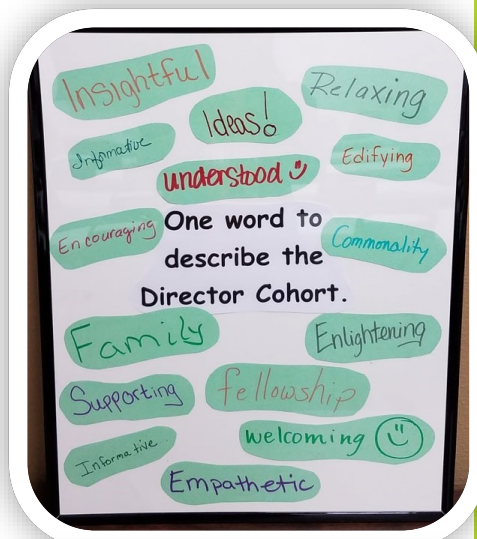 Insightful
Relaxing
Ideas!
Informative
Edifying
understood
Encouraging
One word to
describe the
Director Cohort.
Commonality
Family
Enlightening
Supporting
fellowship
welcoming
Informative
Empathetic